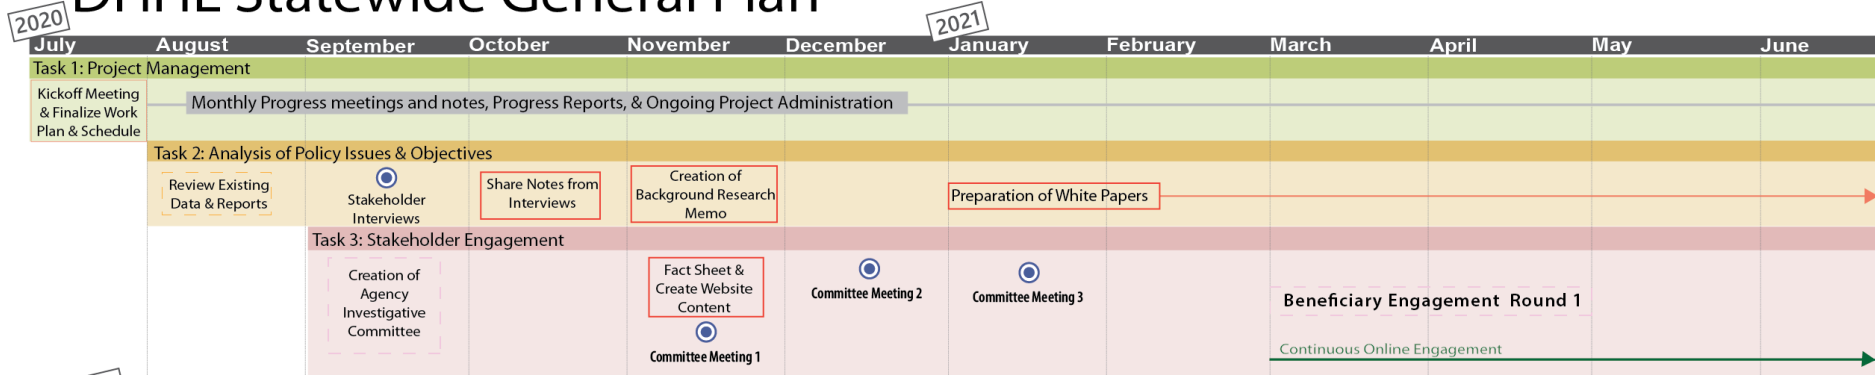 DHHL Statewide General Plan
2020
2021
July August September October November December January February March April May June
Task 1: Project Management
Kickoff Meeting
& Finalize Work
Plan & Schedule
Monthly Progress meetings and notes, Progress Reports, & Ongoing Project Administration
Task 2: Analysis of Policy Issues & Objectives
Review Existing
Data & Reports
Stakeholder
Interviews
Share Notes from
Interviews
Creation of
Background Research
Memo
Preparation of White Papers
Task 3: Stakeholder Engagement
Creation of
Agency
Investigative
Committee
Fact Sheet &
Create Website
Content
Committee Meeting 1
Committee Meeting 2
Committee Meeting 3
Beneficiary Engagement Round 1
Continuous Online Engagement